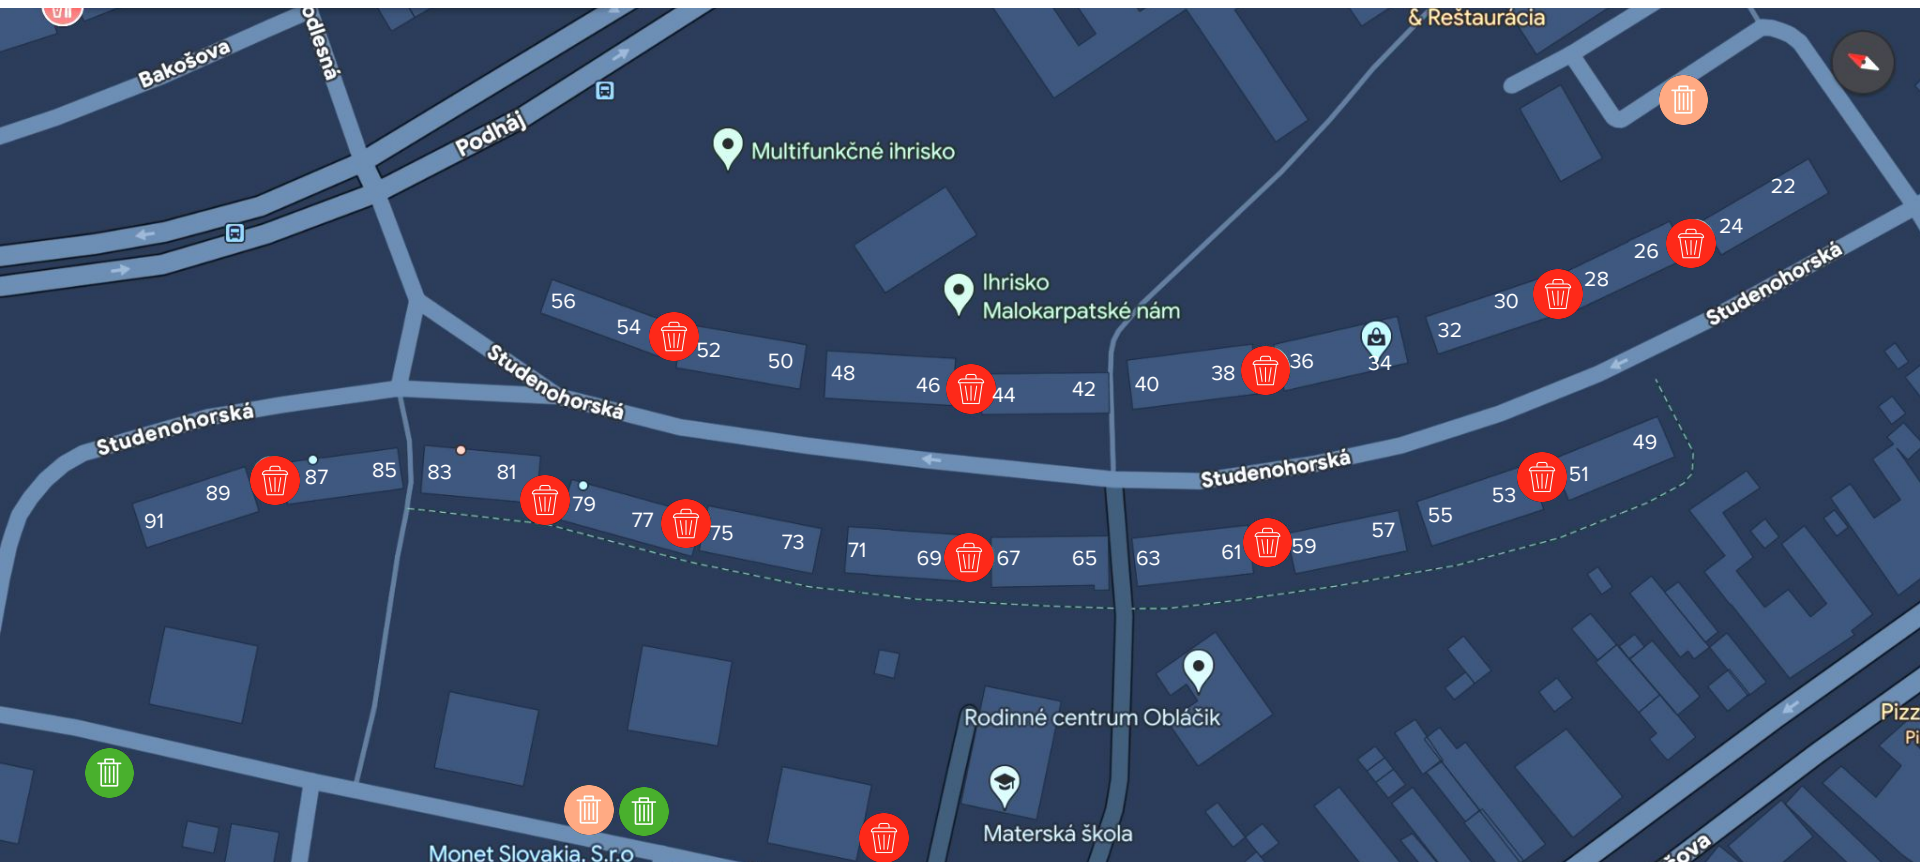 & Reštaurácia
Bakošova
odlesná
Podháj
Multifunkčné ihrisko
22
24
26
28
30
32
Studenohorská
Ihrisko
Malokarpatské nám
56
54
52
50
48
46
44
42
40
38
36
34
Studenohorská
Studenohorská
Studenohorská
91
89
87
85
83
81
79
77
75
73
71
69
67
65
63
61
59
57
55
53
51
49
Rodinné centrum Obláčik
Materská škola
Monet Slovakia, S.r.o
Pizz
Pi
šova